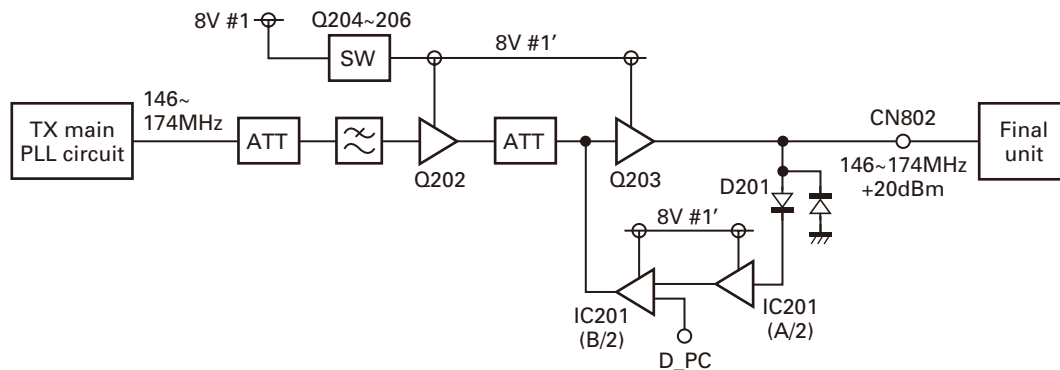 8V #1
Q204~206
SW
8V #1'
TX main
PLL circuit
146~
174MHz
ATT
Q202
ATT
Q203
CN802
146~174MHz
+20dBm
Final
unit
D201
8V #1'
IC201
(B/2)
IC201
(A/2)
D_PC